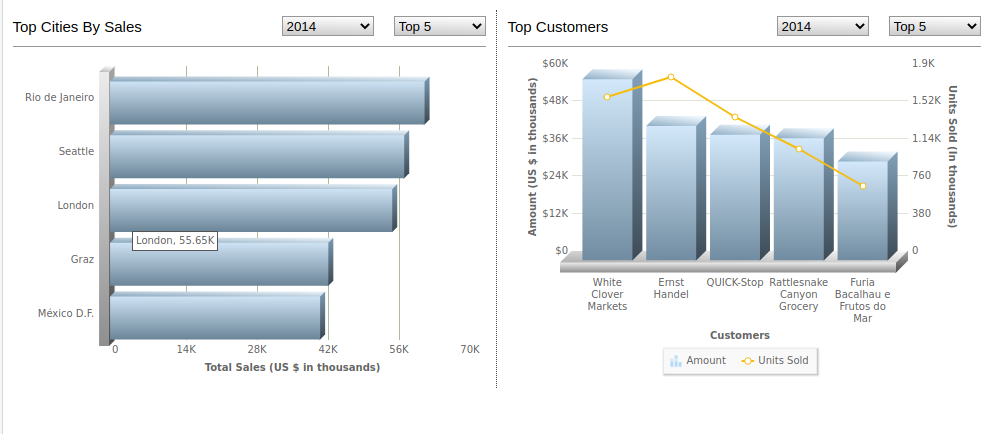 Top Cities By Sales
2014
Top 5
Rio de Janeiro
Seattle
London
London, 55.65K
Graz
México D.F.
0 14K 28K 42K 56K 70K
Total Sales (US $ in thousands)
Top Customers
2014
Top 5
Amount (US $ in thousands)
$60K
$48K
$36K
$24K
$12K
$0
1.9K
1.52K
1.14K
760
380
0
Units Sold (In thousands)
White
Clover
Markets
Ernst
Handel
QUICK-Stop
Rattlesnake
Canyon
Grocery
Furia
Bacalhau e
Frutos do
Mar
Customers
Amount
Units Sold